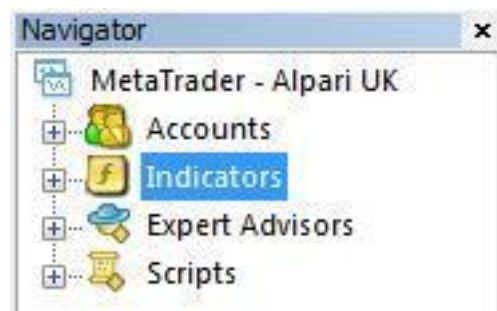 Navigator
MetaTrader - Alpari UK
Accounts
Indicators
Expert Advisors
Scripts